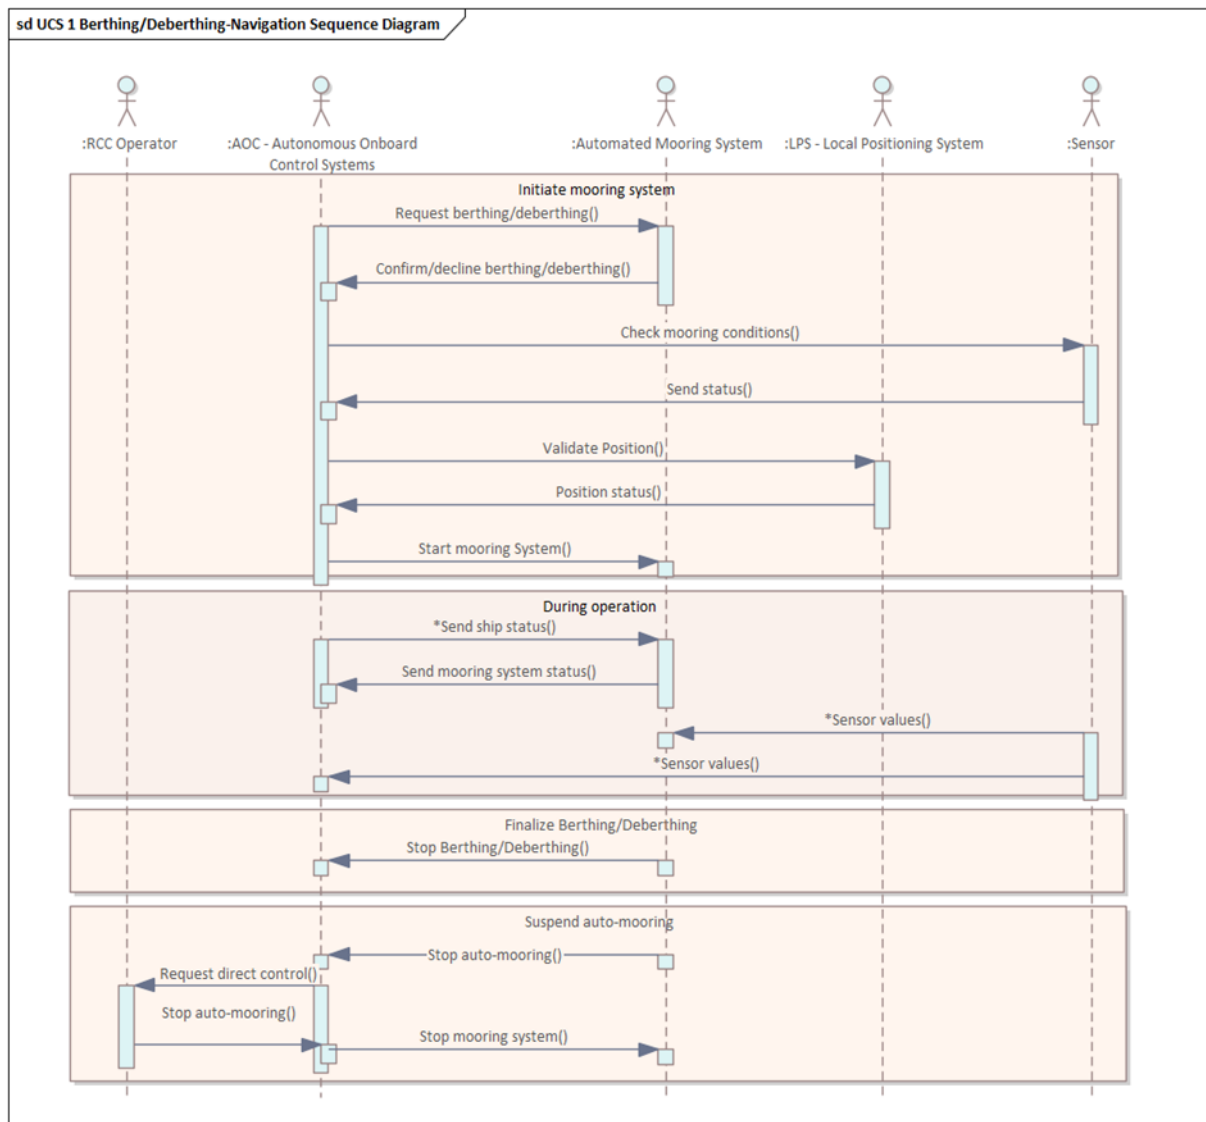 sd UCS 1 Berthing/Deberthing-Navigation Sequence Diagram
:RCC Operator
:AOC - Autonomous Onboard
Control Systems
:Automated Mooring System
:LPS - Local Positioning System
:Sensor
Initiate mooring system
Request berthing/deberthing()
Confirm/decline berthing/deberthing()
Check mooring conditions()
Send status()
Validate Position()
Position status()
Start mooring System()
During operation
*Send ship status()
Send mooring system status()
*Sensor values()
*Sensor values()
Finalize Berthing/Deberthing
Stop Berthing/Deberthing()
Suspend auto-mooring
Stop auto-mooring()
Request direct control()
Stop auto-mooring()
Stop mooring system()